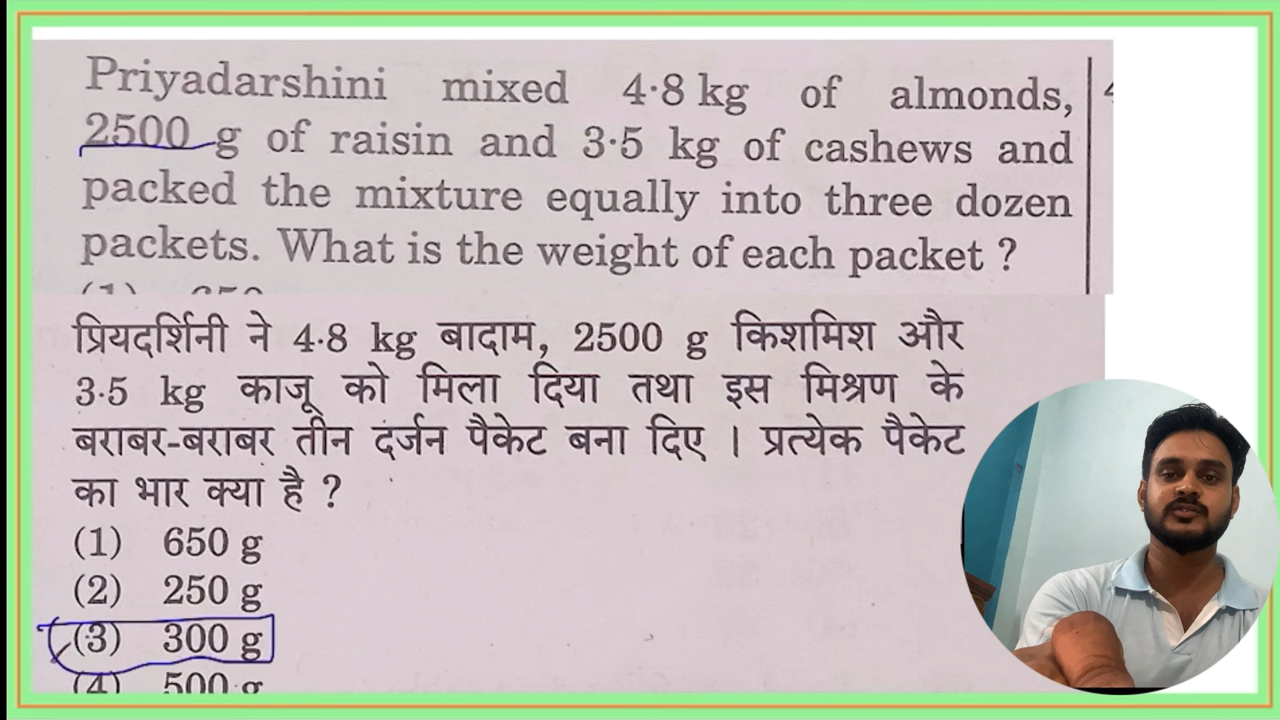 Priyadarshini mixed 4·8 kg of almonds,
2500 g of raisin and 3·5 kg of cashews and
packed the mixture equally into three dozen
packets. What is the weight of each packet ?
प्रियदर्शिनी ने 4·8 kg बादाम, 2500 g किशमिश और
3·5 kg काजू को मिला दिया तथा इस मिश्रण के
बराबर-बराबर तीन दर्जन पैकेट बना दिए । प्रत्येक पैकेट
का भार क्या है ?
(1) 650 g
(2) 250 g
(3) 300 g
(4) 500 g